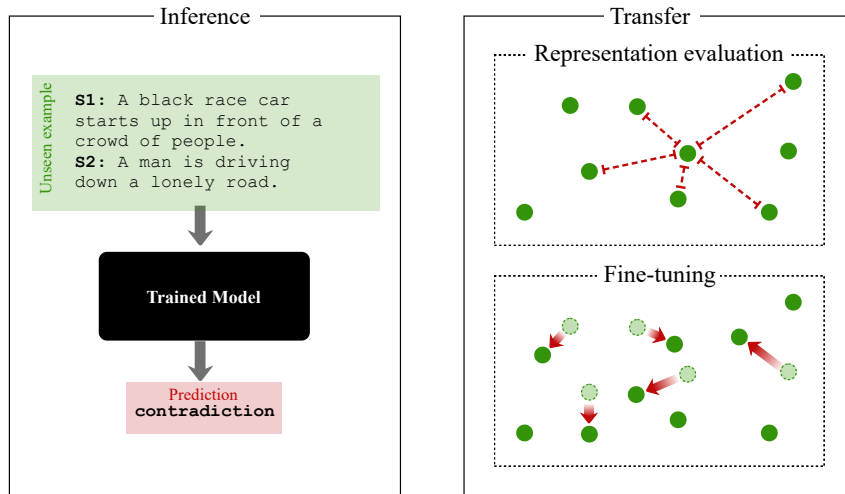 Inference
Unseen example
S1: A black race car
starts up in front of a
crowd of people.
S2: A man is driving
down a lonely road.
Trained Model
Prediction
contradiction
Transfer
Representation evaluation
Fine-tuning